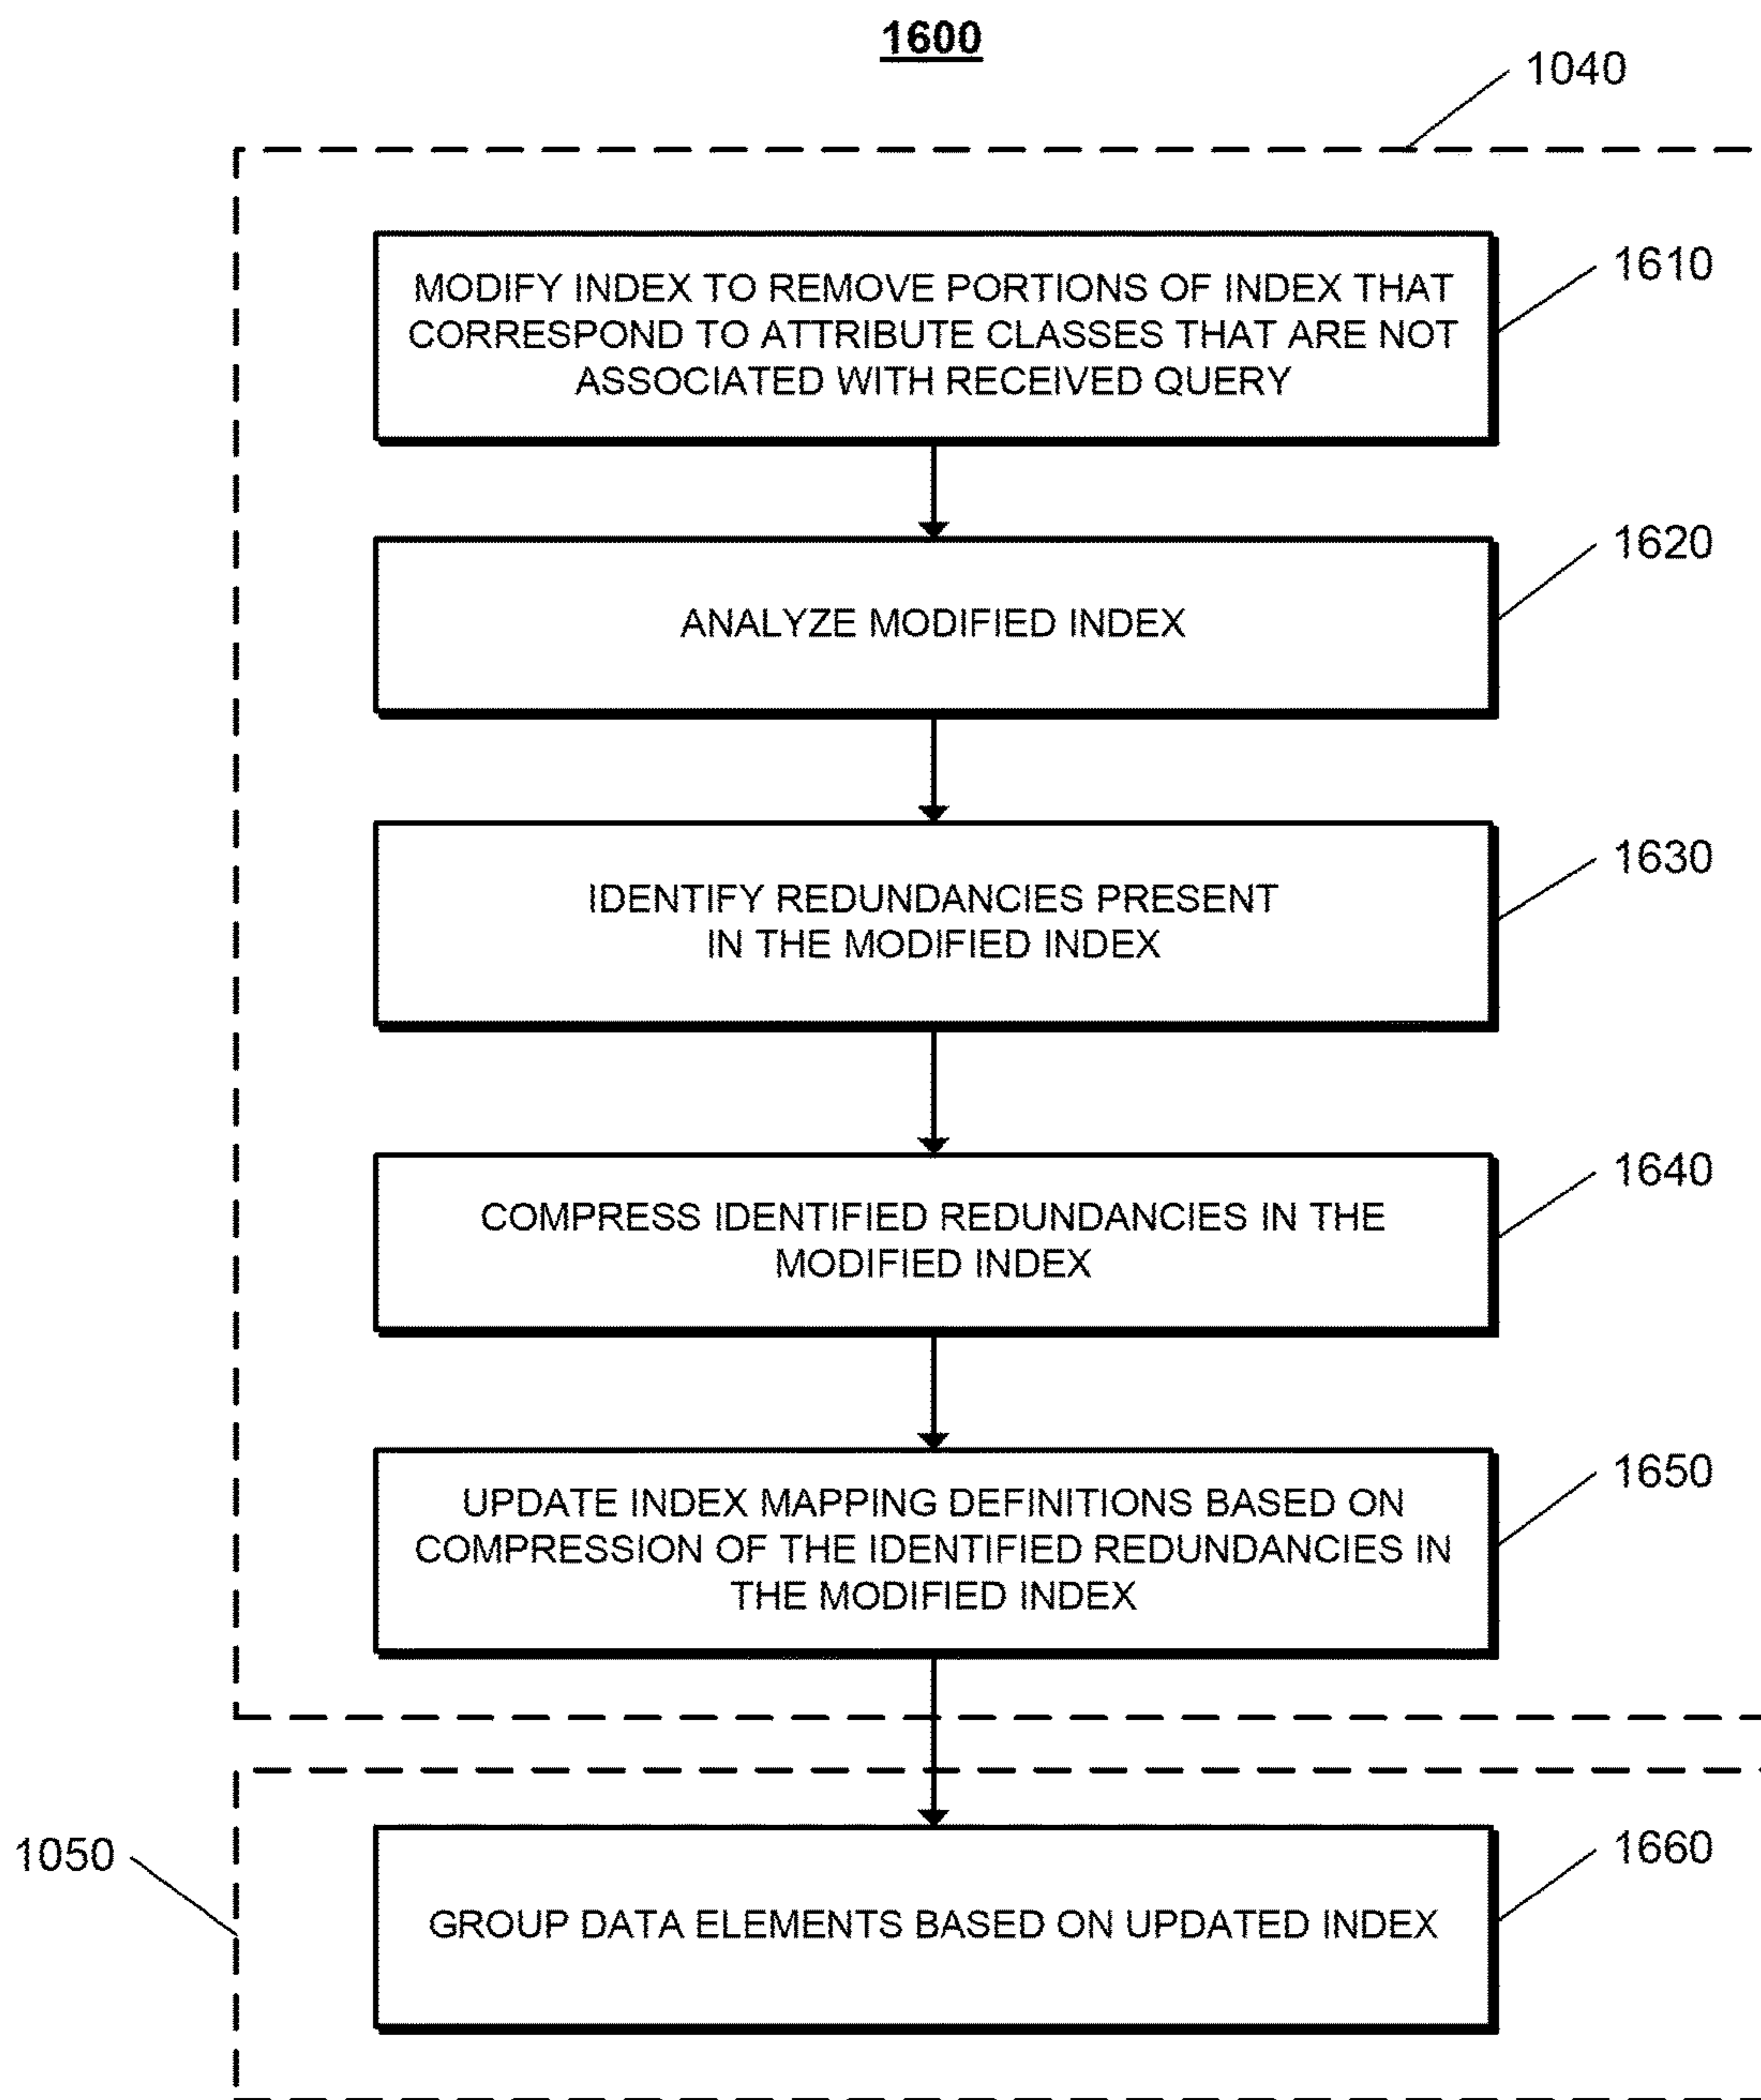 1600
1040
MODIFY INDEX TO REMOVE PORTIONS OF INDEX THAT
CORRESPOND TO ATTRIBUTE CLASSES THAT ARE NOT
ASSOCIATED WITH RECEIVED QUERY
1610
ANALYZE MODIFIED INDEX
1620
IDENTIFY REDUNDANCIES PRESENT
IN THE MODIFIED INDEX
1630
COMPRESS IDENTIFIED REDUNDANCIES IN THE
MODIFIED INDEX
1640
UPDATE INDEX MAPPING DEFINITIONS BASED ON
COMPRESSION OF THE IDENTIFIED REDUNDANCIES IN
THE MODIFIED INDEX
1650
1050
GROUP DATA ELEMENTS BASED ON UPDATED INDEX
1660